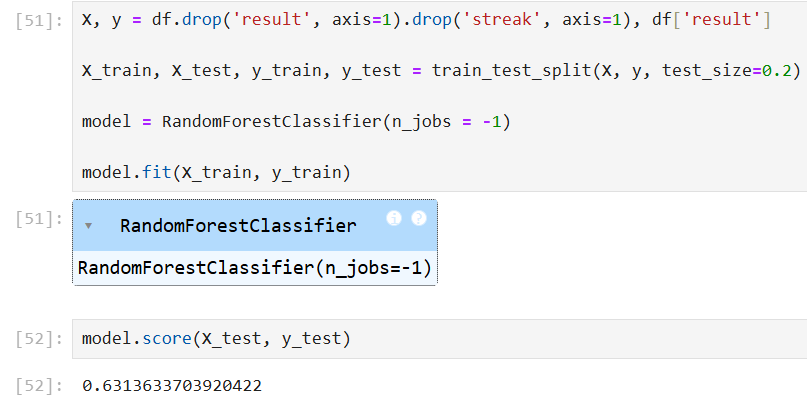 [51]: X, y = df.drop('result', axis=1).drop('streak', axis=1), df['result']
X_train, X_test, y_train, y_test = train_test_split(X, y, test_size=0.2)
model = RandomForestClassifier(n_jobs = -1)
model.fit(X_train, y_train)
[51]: ▾ RandomForestClassifier i ?
RandomForestClassifier(n_jobs=-1)
[52]: model.score(X_test, y_test)
[52]: 0.6313633703920422